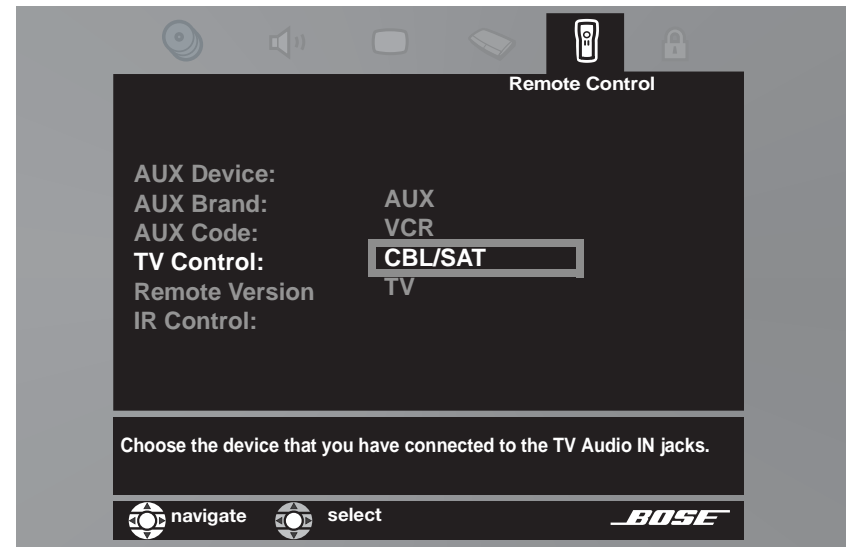 Remote Control
AUX Device:
AUX Brand:
AUX Code:
TV Control:
Remote Version
IR Control:
AUX
VCR
CBL/SAT
TV
Choose the device that you have connected to the TV Audio IN jacks.
navigate select BOSE